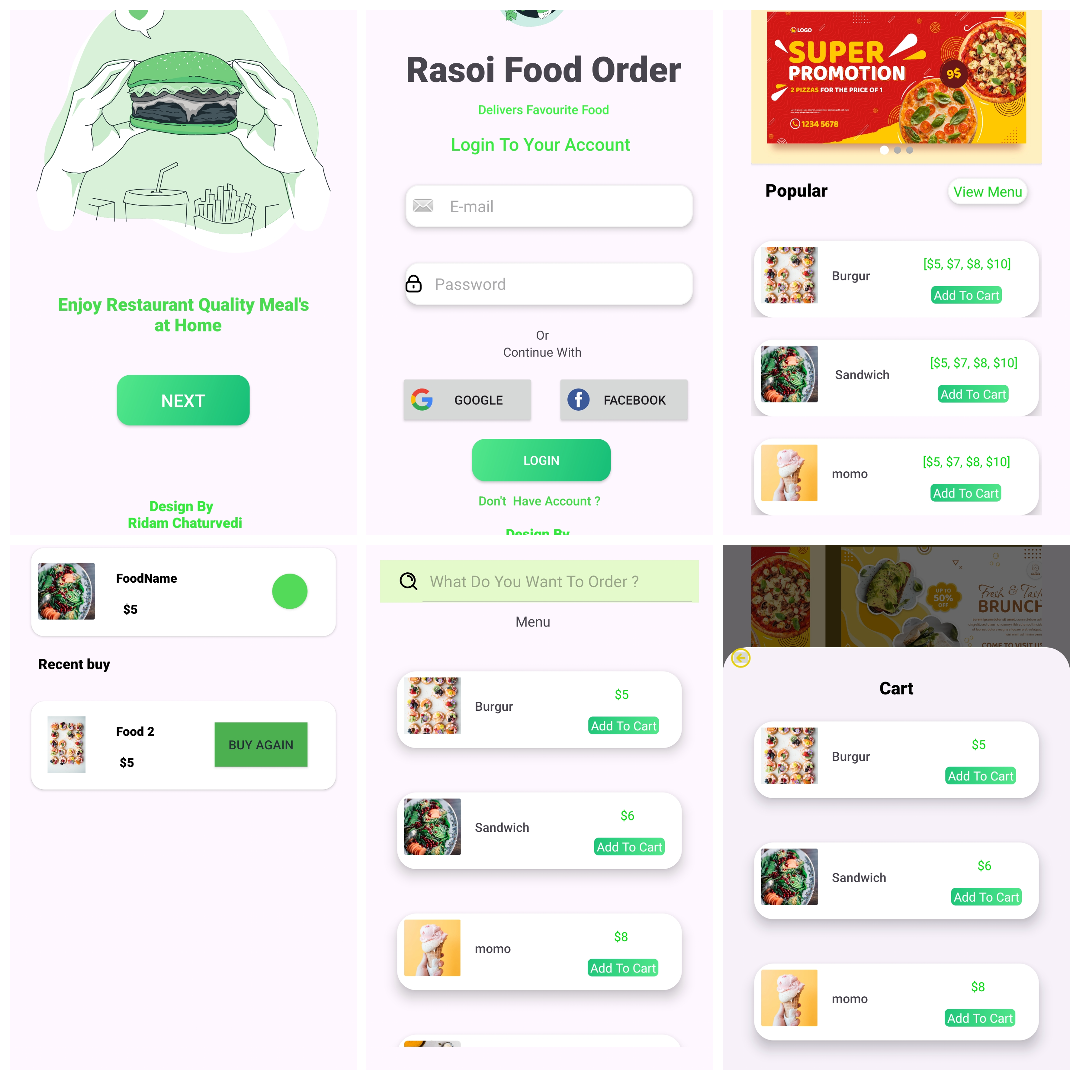 Enjoy Restaurant Quality Meal's
at Home
NEXT
Design By
Ridam Chaturvedi
Rasoi Food Order
Delivers Favourite Food
Login To Your Account
E-mail
Password
Or
Continue With
GOOGLE
FACEBOOK
LOGIN
Don't Have Account ?
Design By
LOGO
SUPER
PROMOTION
9$
2 PIZZAS FOR THE PRICE OF 1
1234 5678
Popular
View Menu
Burgur
[$5, $7, $8, $10]
Add To Cart
Sandwich
[$5, $7, $8, $10]
Add To Cart
momo
[$5, $7, $8, $10]
Add To Cart
FoodName
$5
Recent buy
Food 2
$5
BUY AGAIN
What Do You Want To Order ?
Menu
Burgur
$5
Add To Cart
Sandwich
$6
Add To Cart
momo
$8
Add To Cart
UP TO
50%
OFF
Fresh & Tast
BRUNCH
COME TO VISIT U
Cart
Burgur
$5
Add To Cart
Sandwich
$6
Add To Cart
momo
$8
Add To Cart